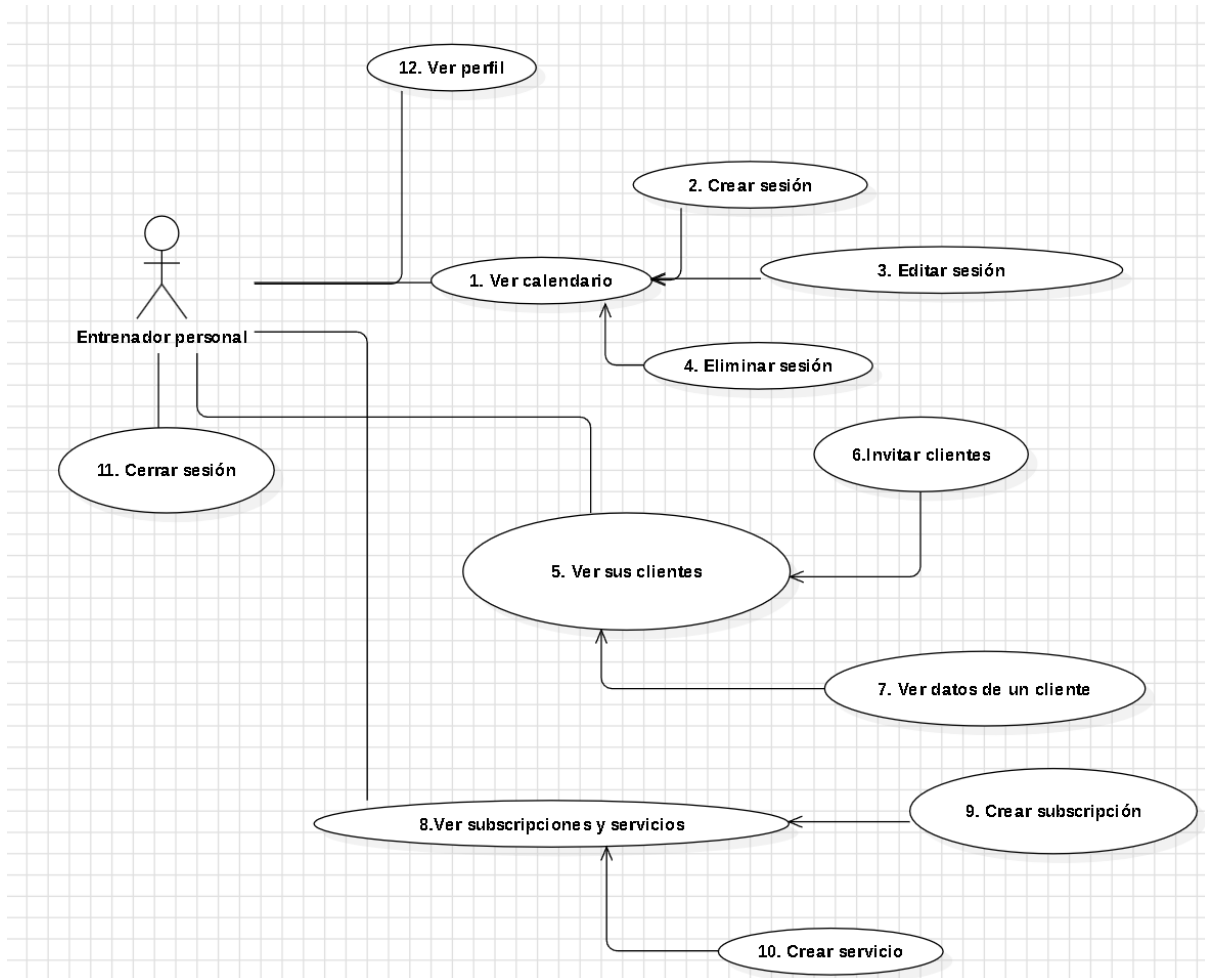 12. Ver perfil
2. Crear sesión
3. Editar sesión
1. Ver calendario
Entrenador personal
4. Eliminar sesión
6.Invitar clientes
11. Cerrar sesión
5. Ver sus clientes
7. Ver datos de un cliente
9. Crear subscripción
8.Ver subscripciones y servicios
10. Crear servicio